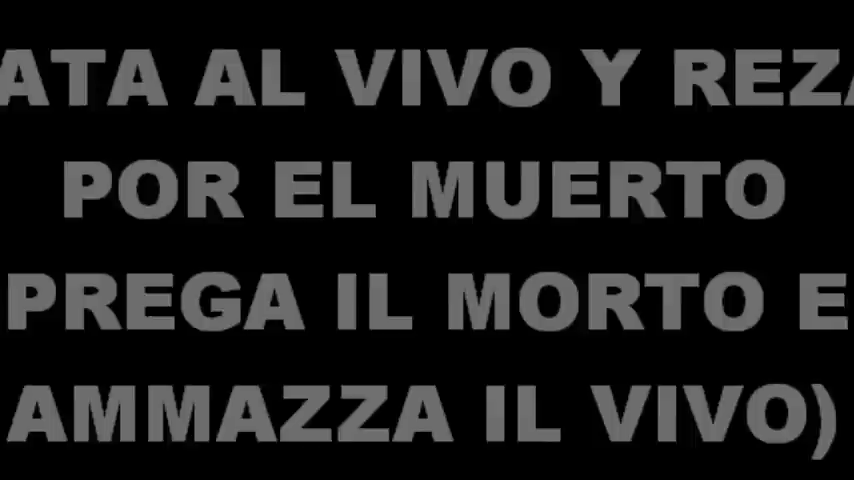 ATA AL VIVO Y REZA
POR EL MUERTO
PREGA IL MORTO E
AMMAZZA IL VIVO)